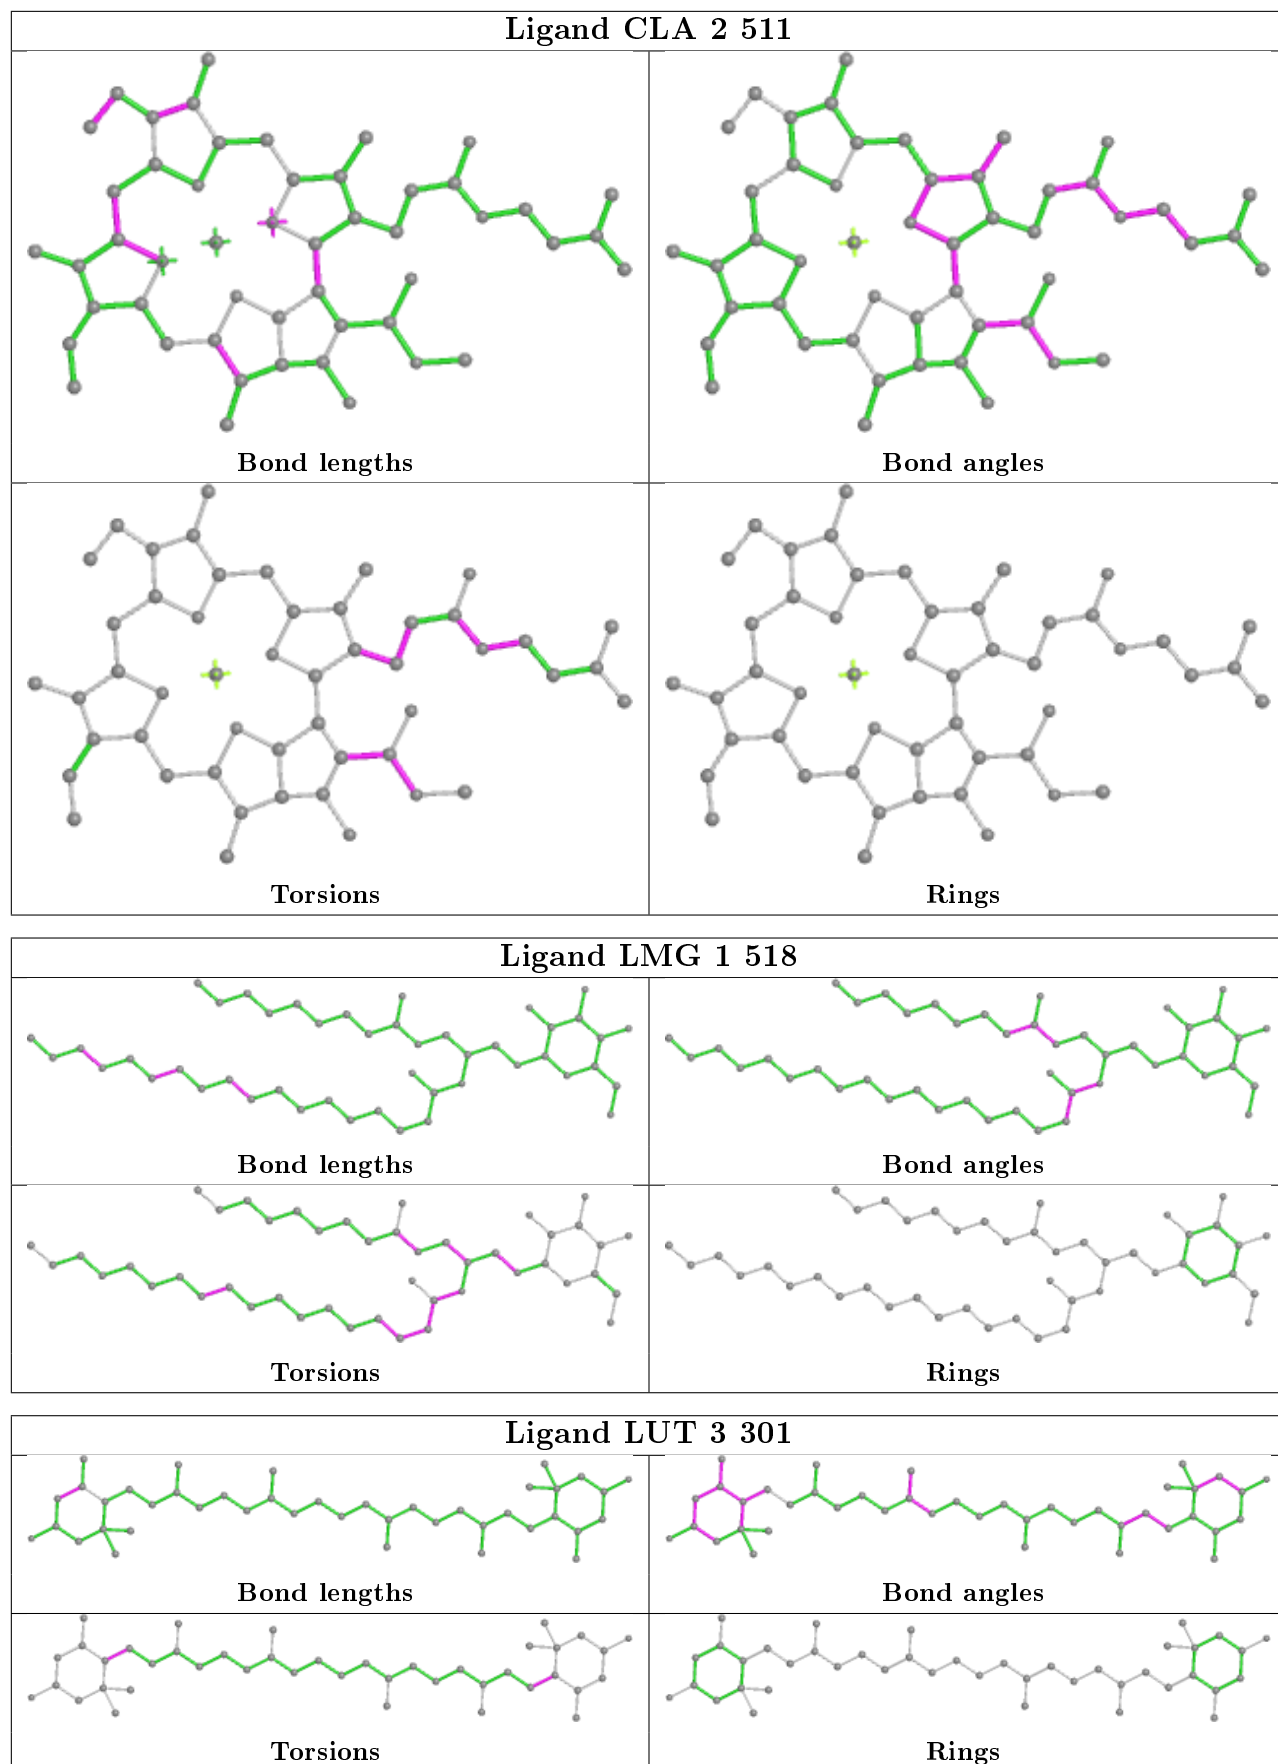 Ligand CLA 2 511
Bond lengths
Bond angles
Torsions
Rings
Ligand LMG 1 518
Bond lengths
Bond angles
Torsions
Rings
Ligand LUT 3 301
Bond lengths
Bond angles
Torsions
Rings